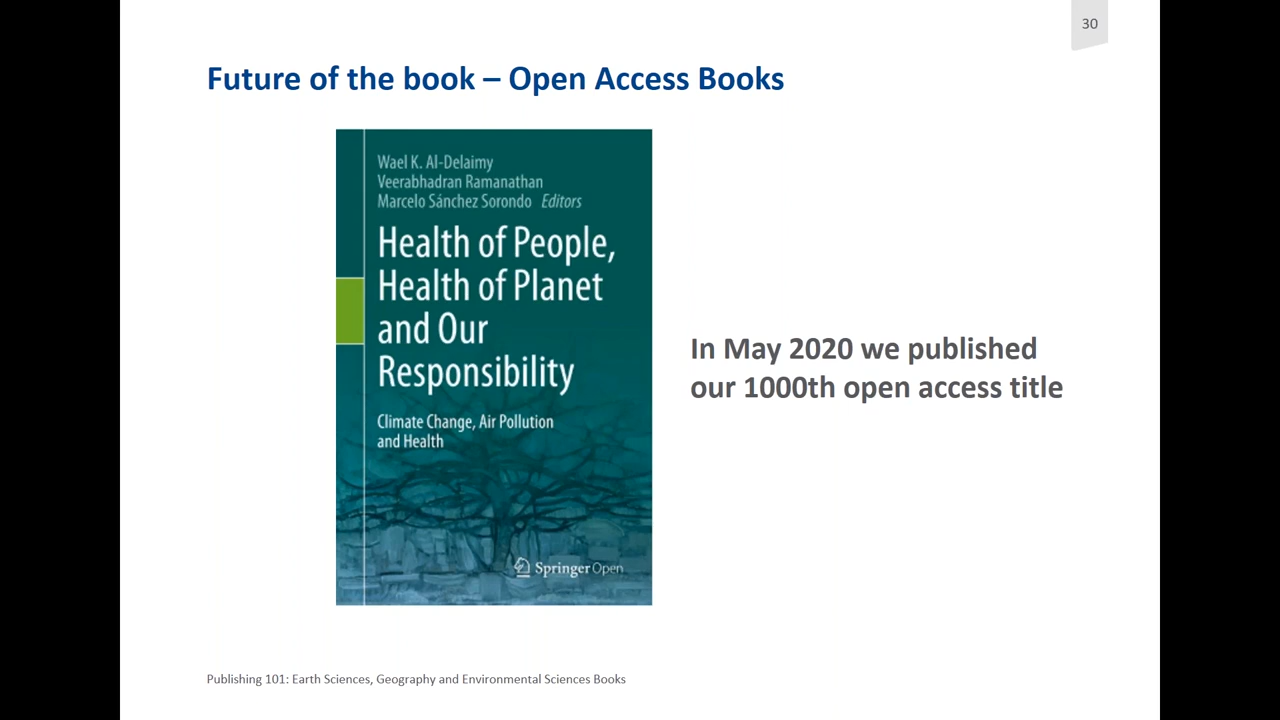 30
Future of the book – Open Access Books
Wael K. Al-Delaimy
Veerabhadran Ramanathan
Marcelo Sánchez Sorondo Editors
Health of People,
Health of Planet
and Our
Responsibility
Climate Change, Air Pollution
and Health
Springer Open
In May 2020 we published
our 1000th open access title
Publishing 101: Earth Sciences, Geography and Environmental Sciences Books